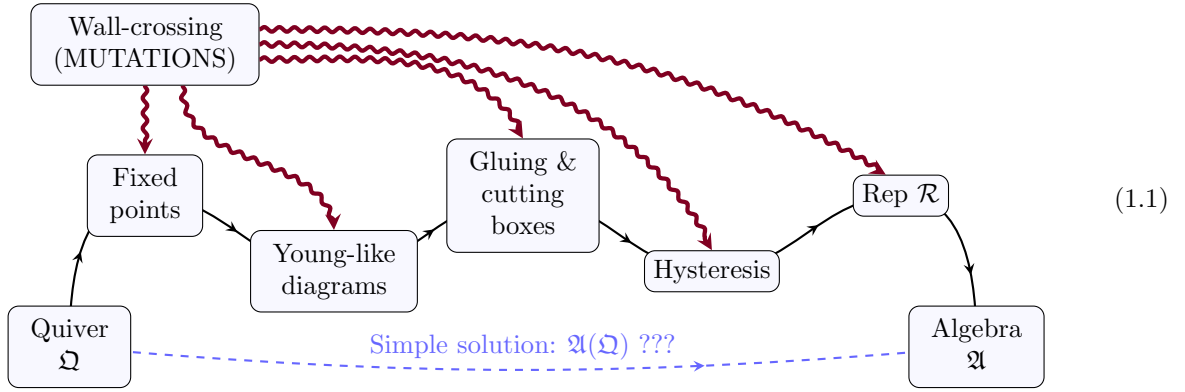 Wall-crossing
(MUTATIONS)
Fixed
points
Young-like
diagrams
Gluing &
cutting
boxes
Hysteresis
Rep ℛ
(1.1)
Quiver
𝔔
Simple solution: 𝔄(𝔔) ???
Algebra
𝔄